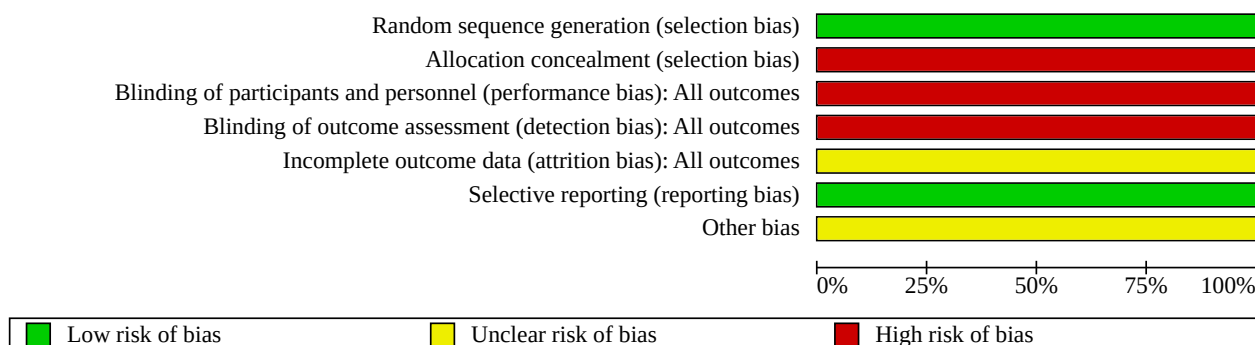 Random sequence generation (selection bias)
Allocation concealment (selection bias)
Blinding of participants and personnel (performance bias): All outcomes
Blinding of outcome assessment (detection bias): All outcomes
Incomplete outcome data (attrition bias): All outcomes
Selective reporting (reporting bias)
Other bias
0% 25% 50% 75% 100%
Low risk of bias Unclear risk of bias High risk of bias